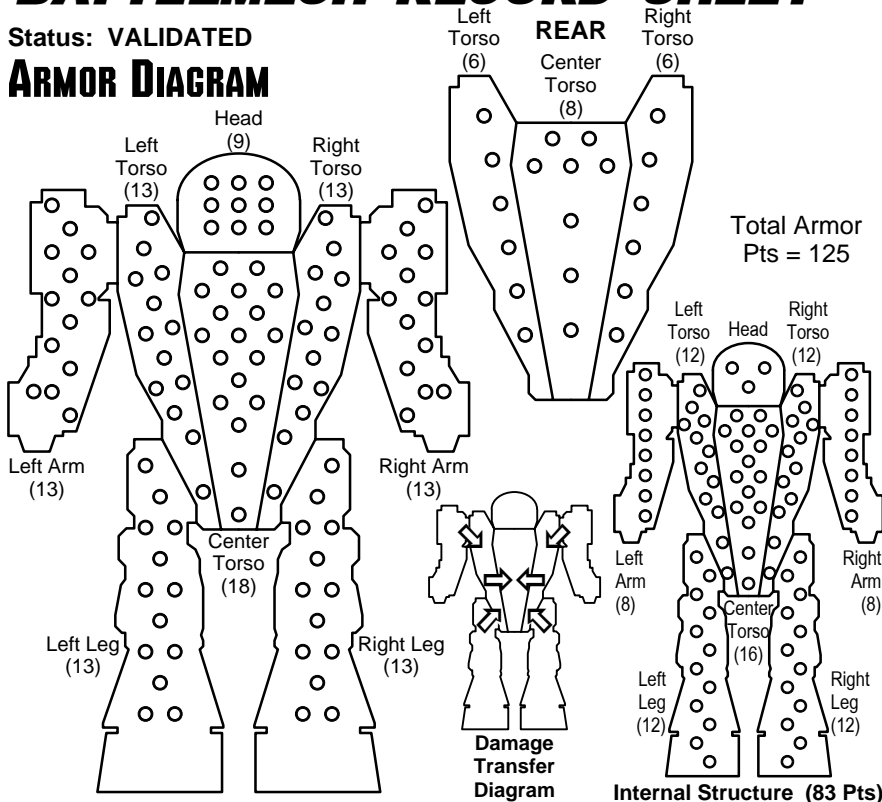 BATTLEMECH RECORD SHEET
Status: VALIDATED
ARMOR DIAGRAM
REAR
Left
Torso
(6)
Center
Torso
(8)
Right
Torso
(6)
Left
Torso
(13)
Head
(9)
Right
Torso
(13)
Total Armor
Pts = 125
Left Arm
(13)
Right Arm
(13)
Center
Torso
(18)
Left Leg
(13)
Right Leg
(13)
Damage
Transfer
Diagram
Left
Torso
(12)
Head
Right
Torso
(12)
Left
Arm
(8)
Right
Arm
(8)
Center
Torso
(16)
Left
Leg
(12)
Right
Leg
(12)
Internal Structure (83 Pts)